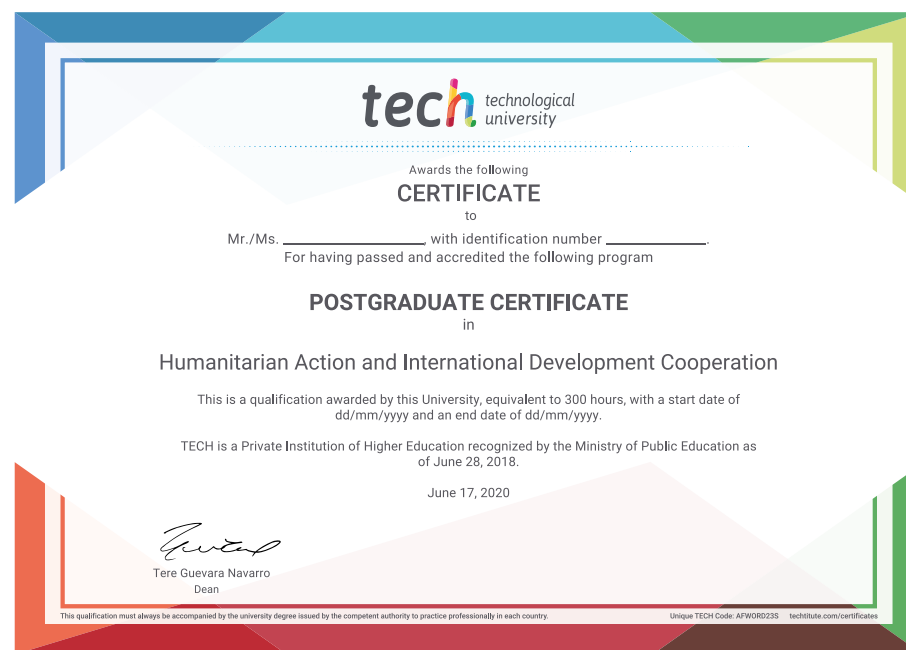 tech technological
university
Awards the following
CERTIFICATE
to
Mr./Ms. ____________, with identification number ____________.
For having passed and accredited the following program
POSTGRADUATE CERTIFICATE
in
Humanitarian Action and International Development Cooperation
This is a qualification awarded by this University, equivalent to 300 hours, with a start date of
dd/mm/yyyy and an end date of dd/mm/yyyy.
TECH is a Private Institution of Higher Education recognized by the Ministry of Public Education as
of June 28, 2018.
June 17, 2020
Tere Guevara Navarro
Dean
This qualification must always be accompanied by the university degree issued by the competent authority to practice professionally in each country.
Unique TECH Code: AFWORD23S techtitute.com/certificates